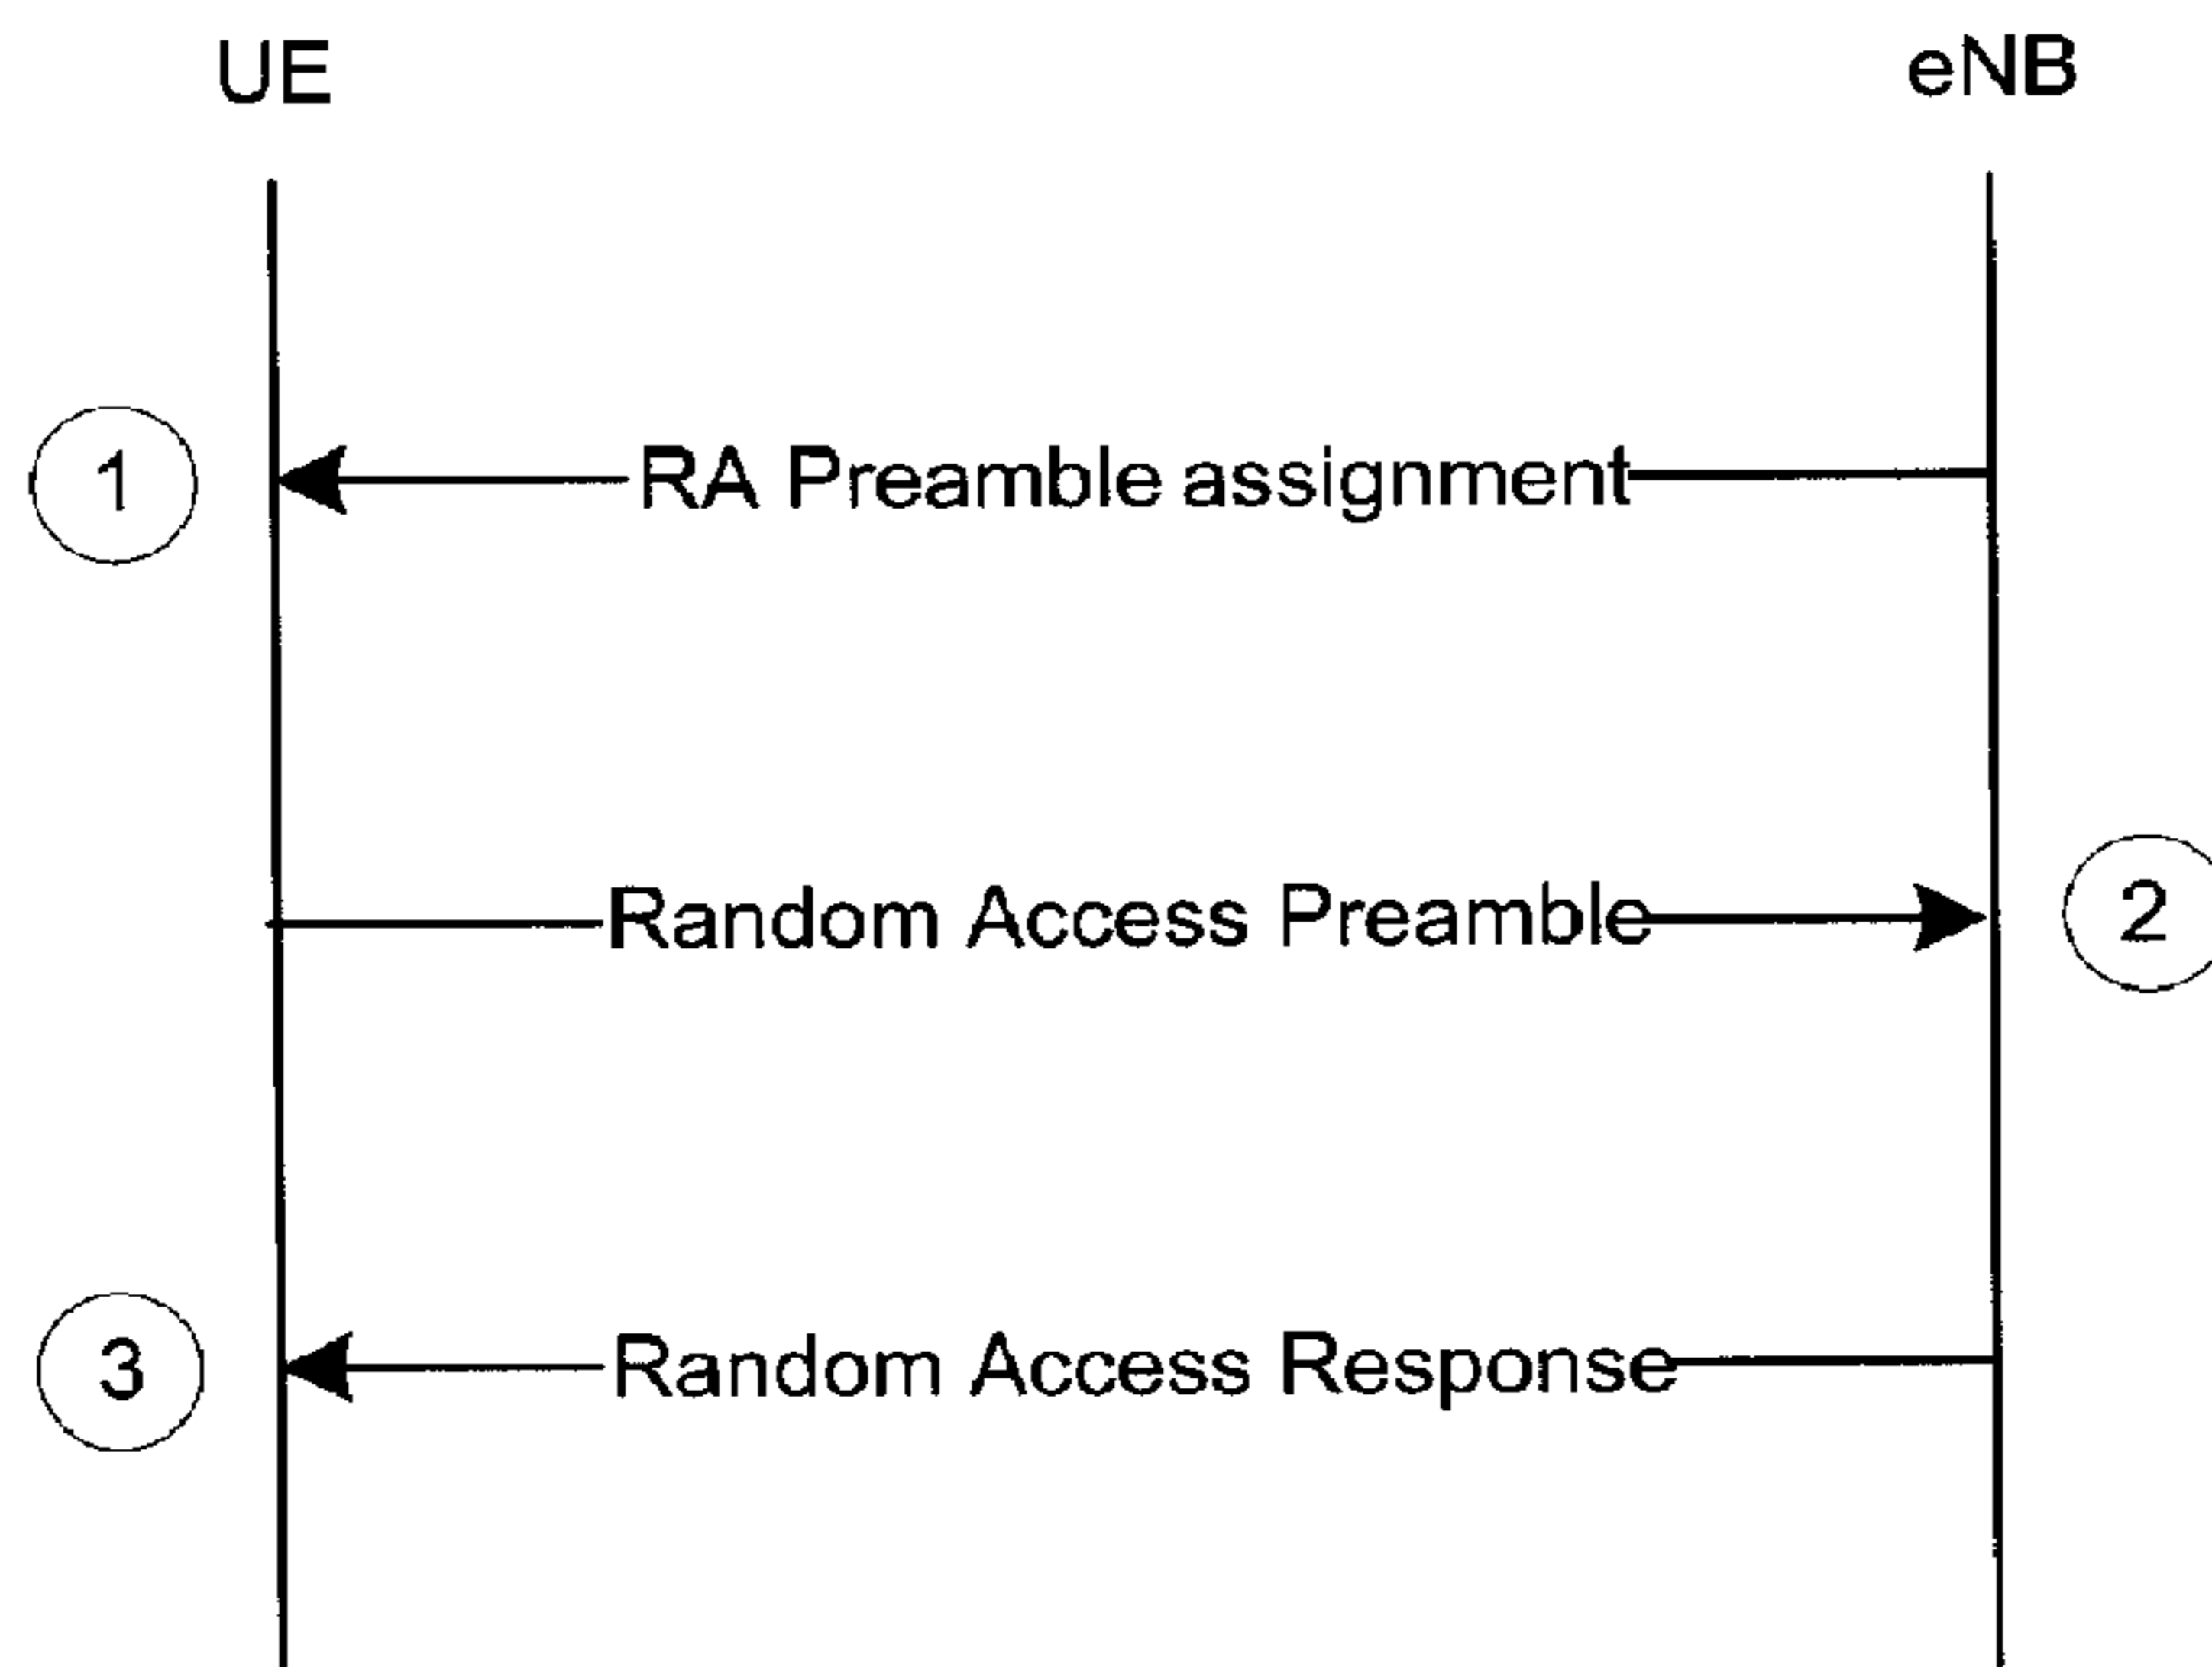 UE
eNB
1
RA Preamble assignment
Random Access Preamble
2
3
Random Access Response